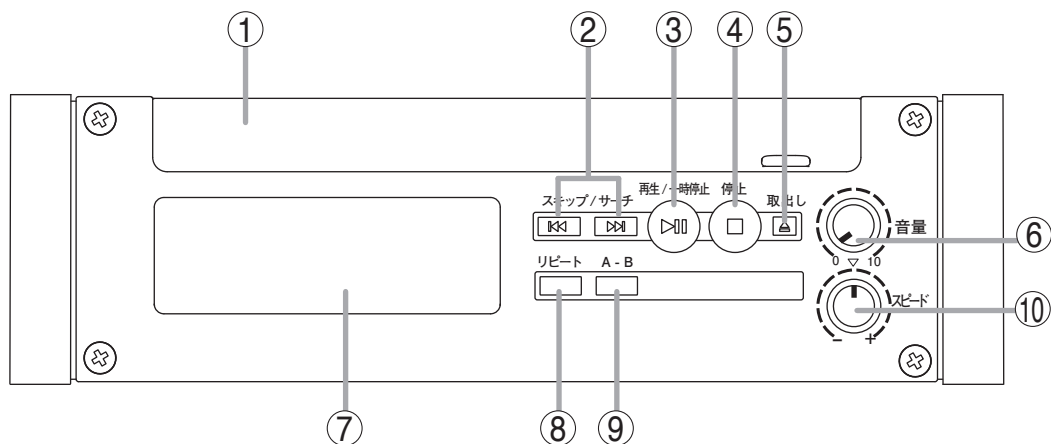 ① ② ③ ④ ⑤
スキップ/サーチ 再生/一時停止 停止 取出し
音量
⑥
0 10
リピート A - B
スピード
⑩
- +
⑦ ⑧ ⑨